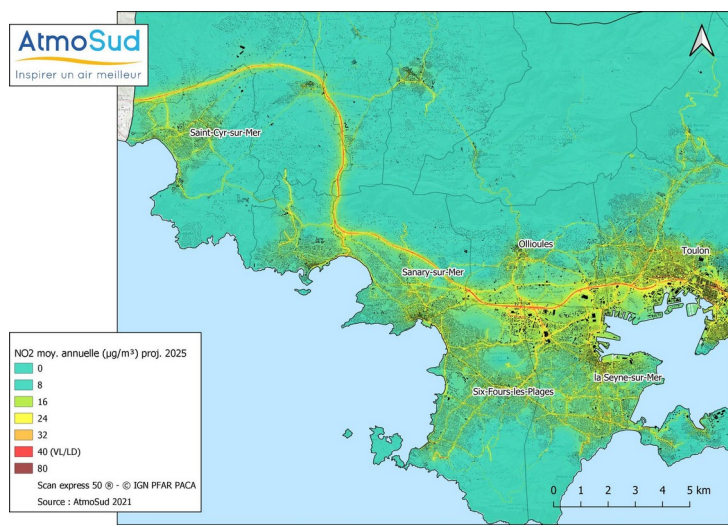 AtmoSud
Inspirer un air meilleur
Saint-Cyr-sur-Mer
Ollioules
Toulon
Sanary-sur-Mer
la Seyne-sur-Mer
Six-Fours-les-Plages
NO2 moy. annuelle (µg/m³) proj. 2025
0
8
16
24
32
40 (VL/LD)
80
Scan express 50 ® - © IGN PFAR PACA
Source : AtmoSud 2021
0 1 2 3 4 5 km